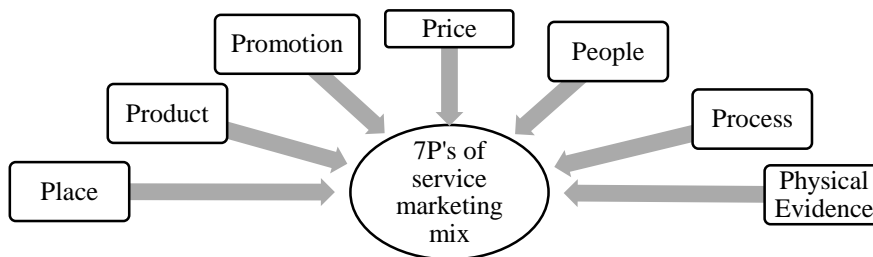 Price
Promotion
People
Product
Process
Place
Physical
Evidence
7P's of
service
marketing
mix